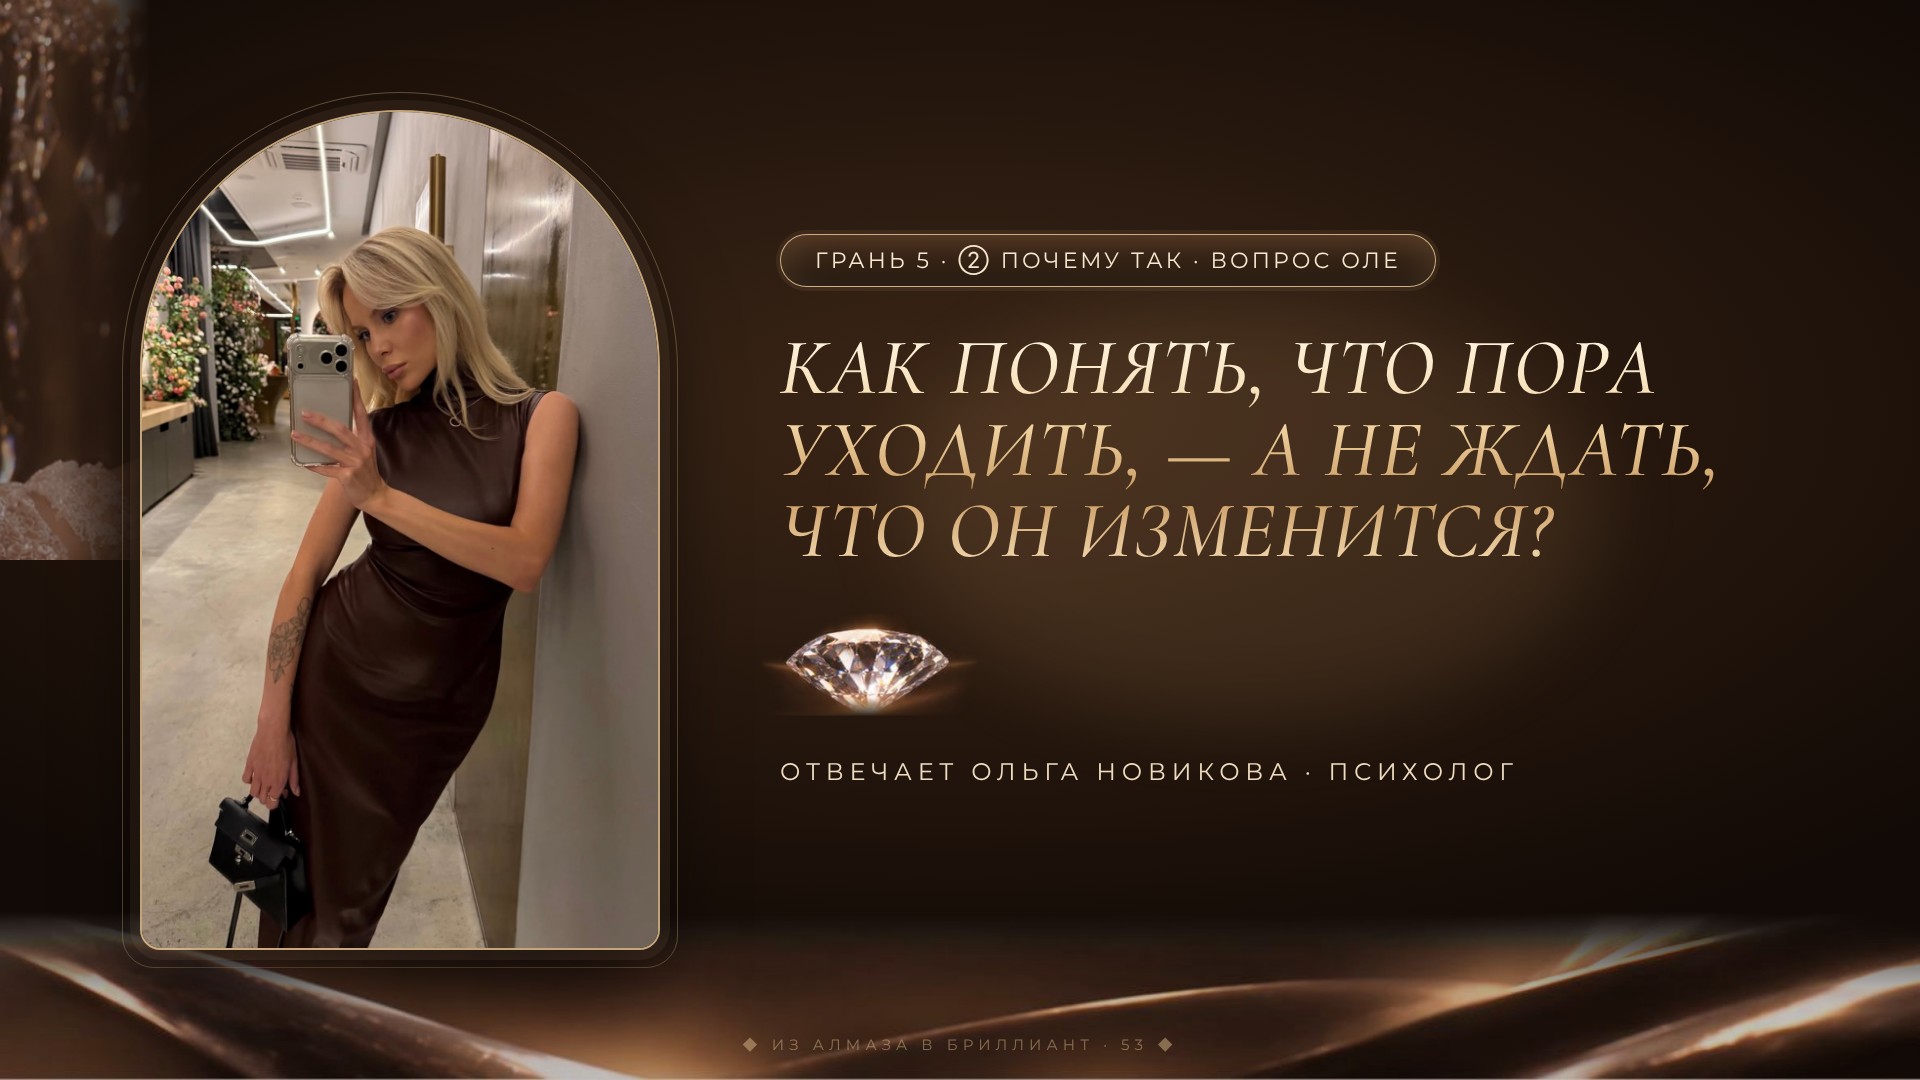 ГРАНЬ 5 · ② ПОЧЕМУ ТАК · ВОПРОС ОЛЕ
КАК ПОНЯТЬ, ЧТО ПОРА
УХОДИТЬ, — А НЕ ЖДАТЬ,
ЧТО ОН ИЗМЕНИТСЯ?
ОТВЕЧАЕТ ОЛЬГА НОВИКОВА · ПСИХОЛОГ
◆ ИЗ АЛМАЗА В БРИЛЛИАНТ · 53 ◆